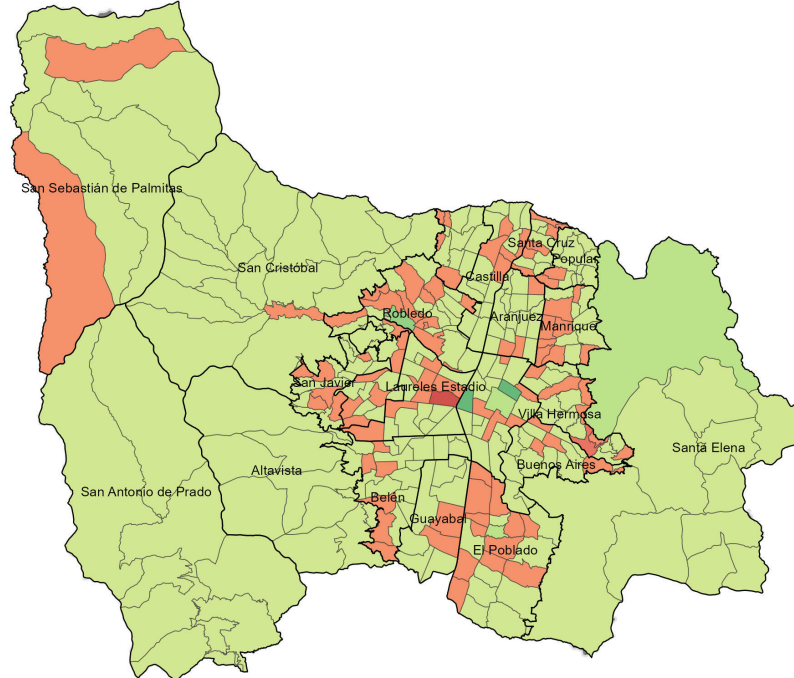 San Sebastián de Palmitas
Santa Cruz
Popular
San Cristóbal
Castilla
Robledo
Aranjuez
Manrique
San Javier
Laureles Estadio
Villa Hermosa
Santa Elena
Buenos Aires
Altavista
San Antonio de Prado
Belén
Guayabal
El Poblado